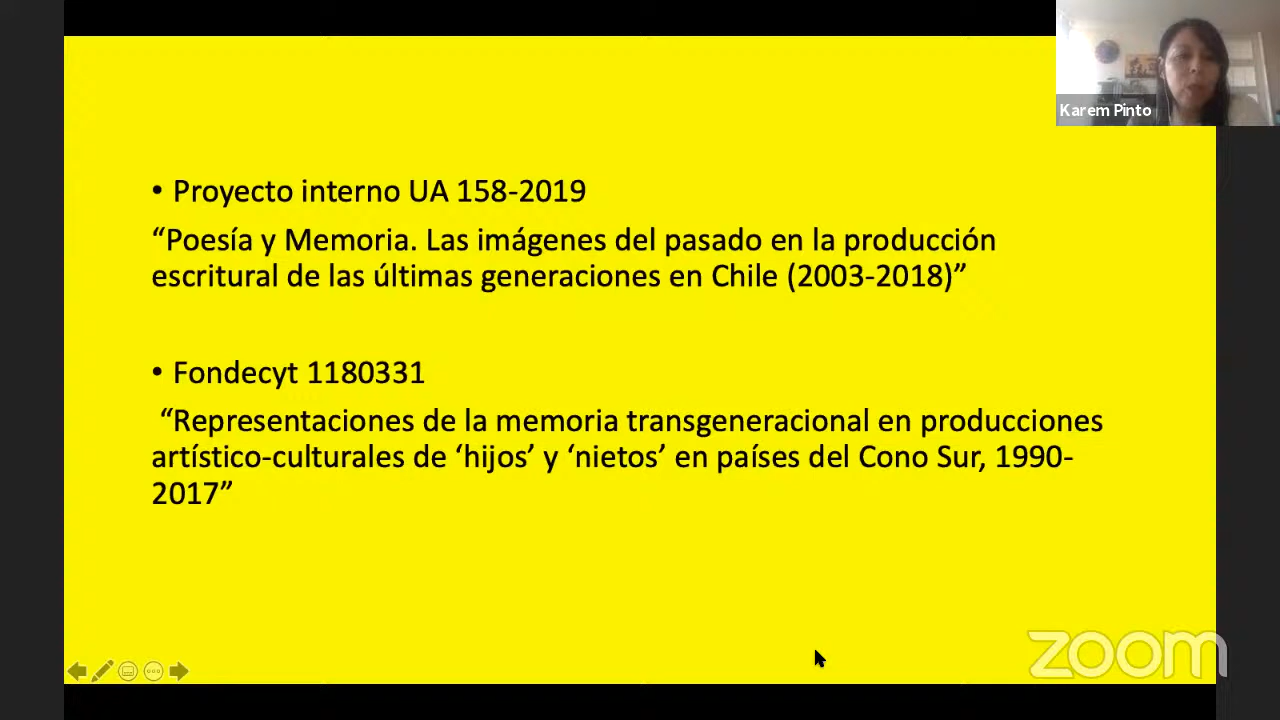 Karem Pinto
• Proyecto interno UA 158-2019
“Poesía y Memoria. Las imágenes del pasado en la producción
escritural de las últimas generaciones en Chile (2003-2018)”
• Fondecyt 1180331
“Representaciones de la memoria transgeneracional en producciones
artístico-culturales de ‘hijos’ y ‘nietos’ en países del Cono Sur, 1990-
2017”
zoom